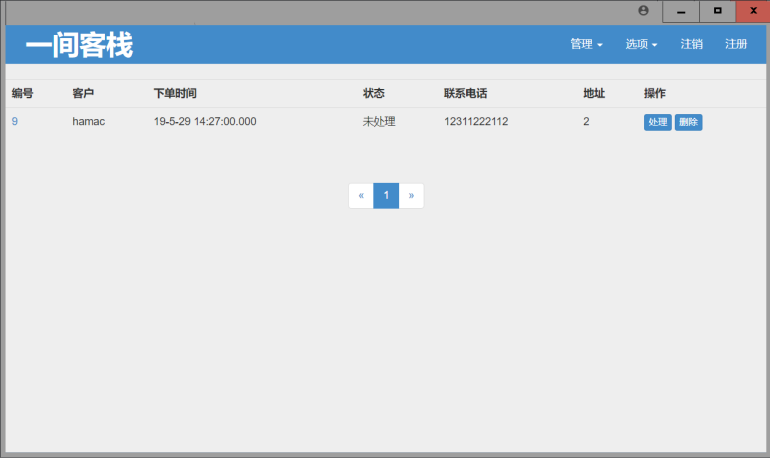 一间客栈 管理 选项 注销 注册
编号 客户 下单时间 状态 联系电话 地址 操作
9 hamac 19-5-29 14:27:00.000 未处理 12311222112 2 处理 删除
« 1 »